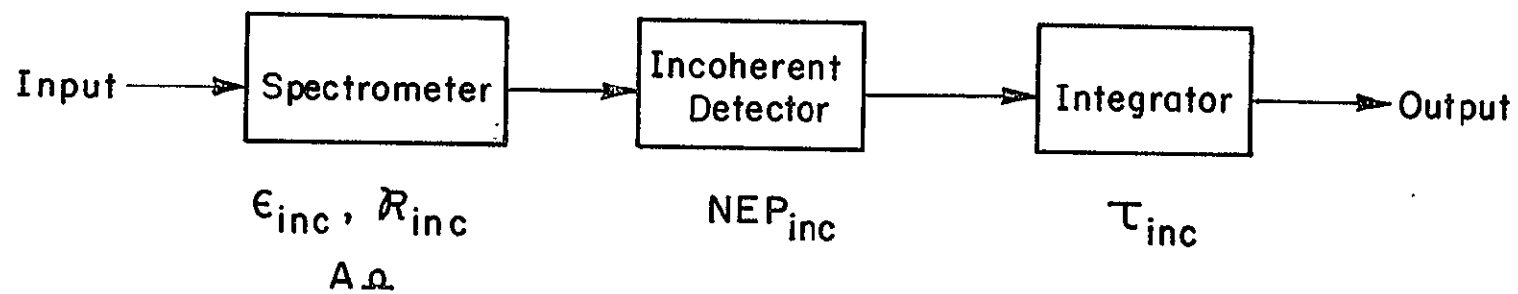 Input
Spectrometer
Incoherent
Detector
Integrator
Output
ϵinc, ℛinc
AΩ
NEPinc
τinc